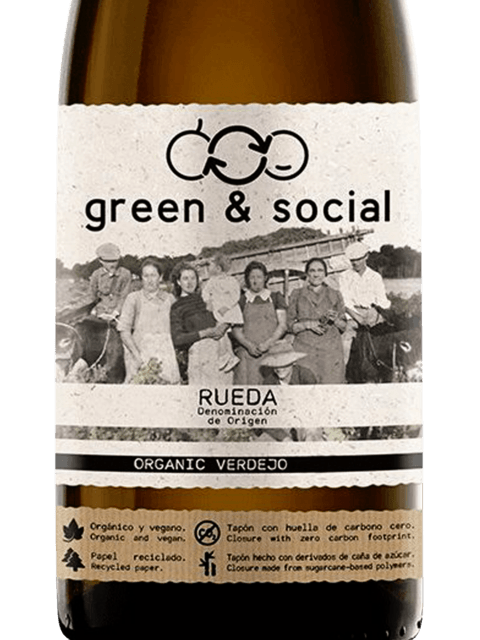 green & social
RUEDA
Denominación
de Origen
ORGANIC VERDEJO
Orgánico y vegano.
Organic and vegan.
Papel reciclado.
Recycled paper.
CO2
Tapón con huella de carbono cero.
Closure with zero carbon footprint.
Tapón hecho con derivados de caña de azúcar.
Closure made from sugarcane-based polymers.